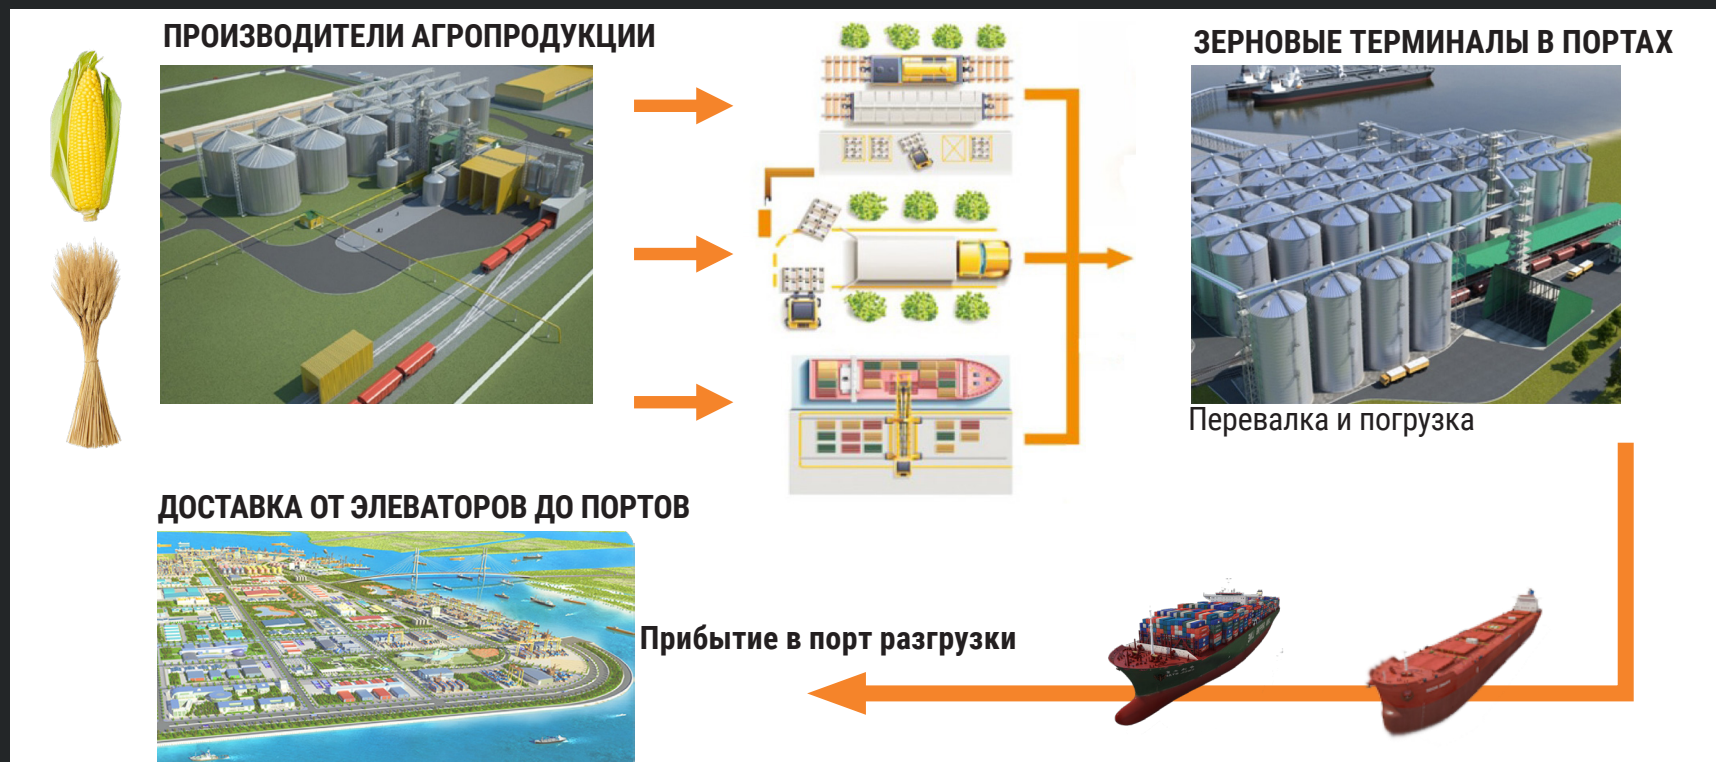 ПРОИЗВОДИТЕЛИ АГРОПРОДУКЦИИ
ЗЕРНОВЫЕ ТЕРМИНАЛЫ В ПОРТАХ
Перевалка и погрузка
ДОСТАВКА ОТ ЭЛЕВАТОРОВ ДО ПОРТОВ
Прибытие в порт разгрузки